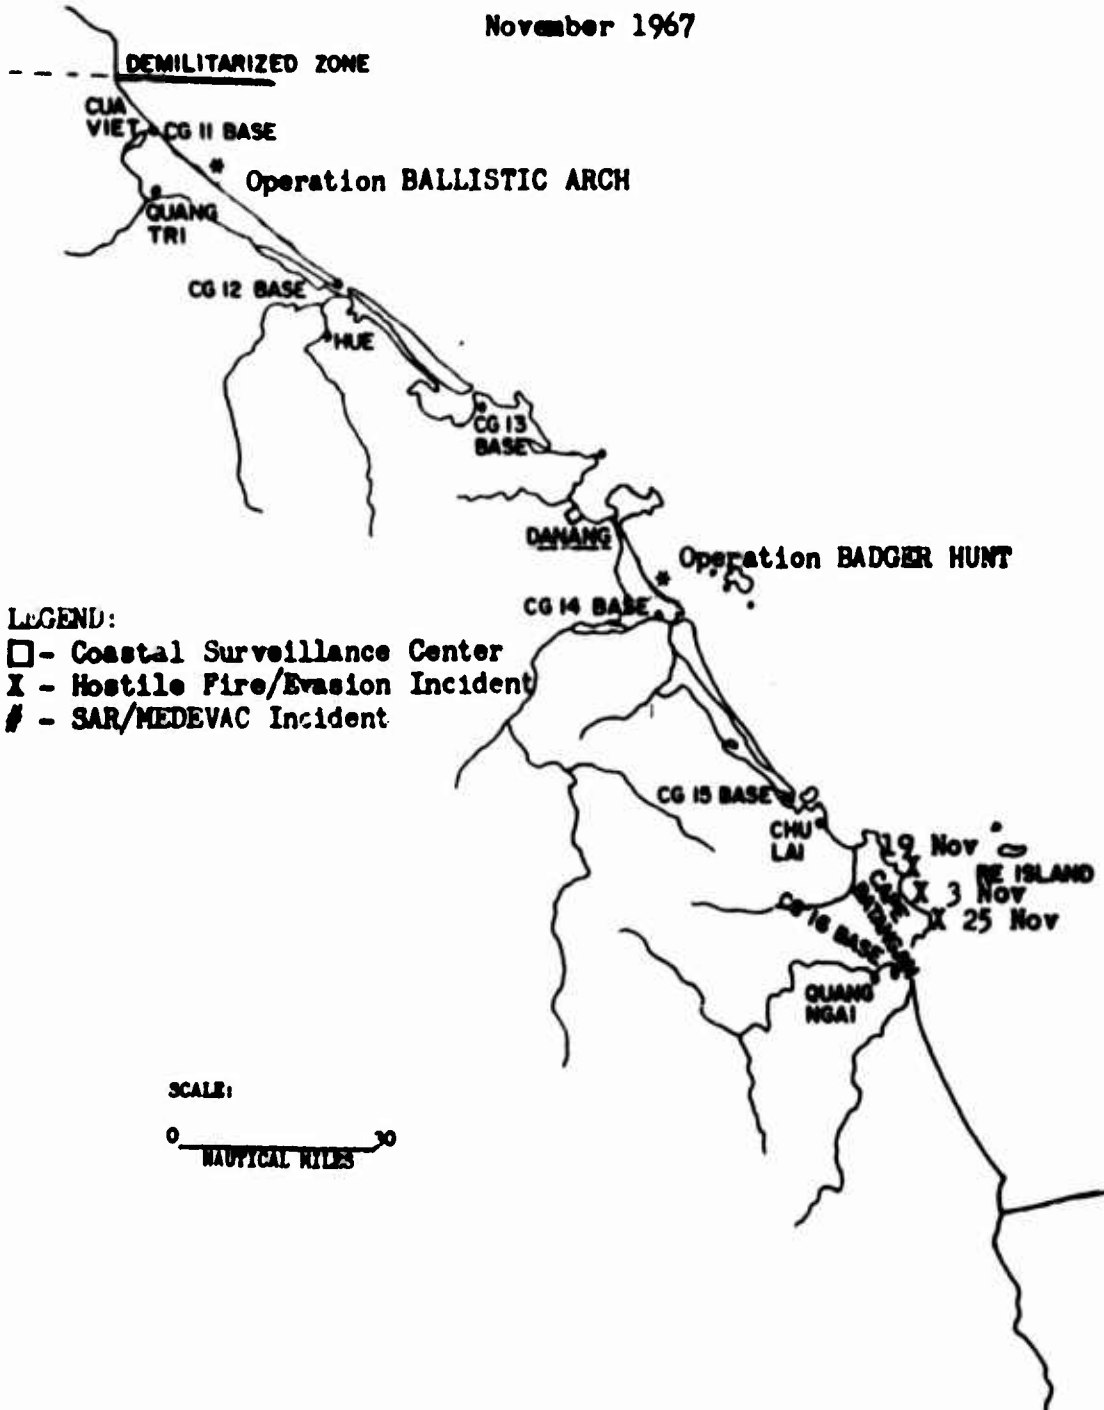 November 1967
DEMILITARIZED ZONE
CUA
VIET
CG 11 BASE
* Operation BALLISTIC ARCH
QUANG
TRI
CG 12 BASE
HUE
CG 13
BASE
DANANG
* Operation BADGER HUNT
CG 14 BASE
LEGEND:
□ - Coastal Surveillance Center
X - Hostile Fire/Evasion Incident
# - SAR/MEDEVAC Incident
CG 15 BASE
CHU
LAI
19 Nov
X
RE ISLAND
X 3 Nov
X 25 Nov
CAPE
BATANGAN
CG 16 BASE
QUANG
NGAI
SCALE:
0 30
NAUTICAL MILES